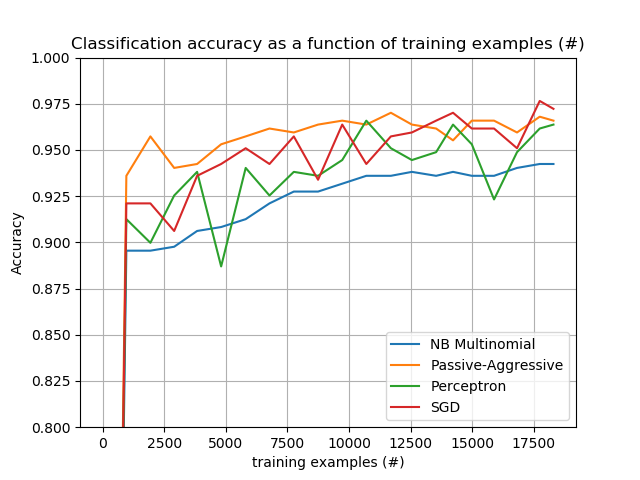 Classification accuracy as a function of training examples (#)
1.000
0.975
0.950
0.925
0.900
0.875
0.850
0.825
0.800
Accuracy
NB Multinomial
Passive-Aggressive
Perceptron
SGD
0 2500 5000 7500 10000 12500 15000 17500
training examples (#)